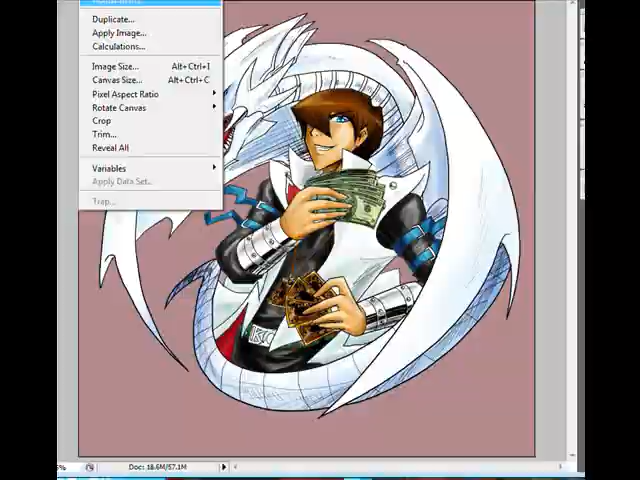 Duplicate...
Apply Image...
Calculations...
Image Size... Alt+Ctrl+I
Canvas Size... Alt+Ctrl+C
Pixel Aspect Ratio
Rotate Canvas
Crop
Trim...
Reveal All
Variables
Apply Data Set...
Trap...
KC
Doc: 18.6M/57.1M